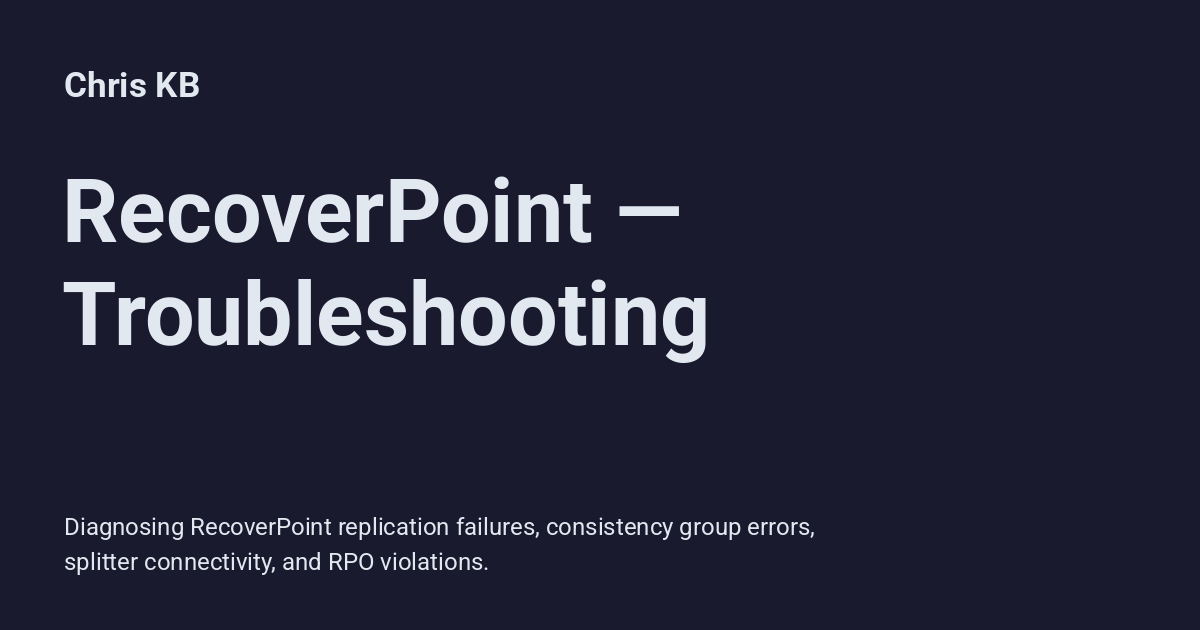 Chris KB
RecoverPoint —
Troubleshooting
Diagnosing RecoverPoint replication failures, consistency group errors,
splitter connectivity, and RPO violations.